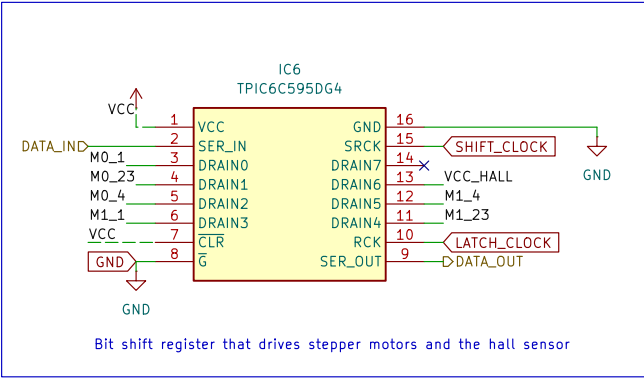 IC6
TPIC6C595DG4
VCC
1 VCC GND 16
DATA_IN 2 SER_IN SRCK 15 SHIFT_CLOCK
M0_1 3 DRAIN0 DRAIN7 14
M0_23 4 DRAIN1 DRAIN6 13 VCC_HALL
M0_4 5 DRAIN2 DRAIN5 12 M1_4
M1_1 6 DRAIN3 DRAIN4 11 M1_23
VCC 7 CLR RCK 10 LATCH_CLOCK
GND 8 G SER_OUT 9 DATA_OUT
GND
GND
Bit shift register that drives stepper motors and the hall sensor